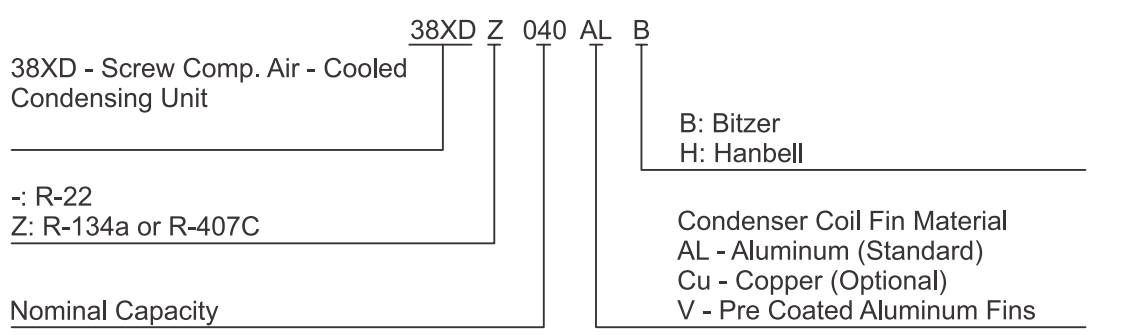 38XD Z 040 AL B
38XD - Screw Comp. Air - Cooled
Condensing Unit
B: Bitzer
H: Hanbell
-: R-22
Z: R-134a or R-407C
Condenser Coil Fin Material
AL - Aluminum (Standard)
Cu - Copper (Optional)
V - Pre Coated Aluminum Fins
Nominal Capacity